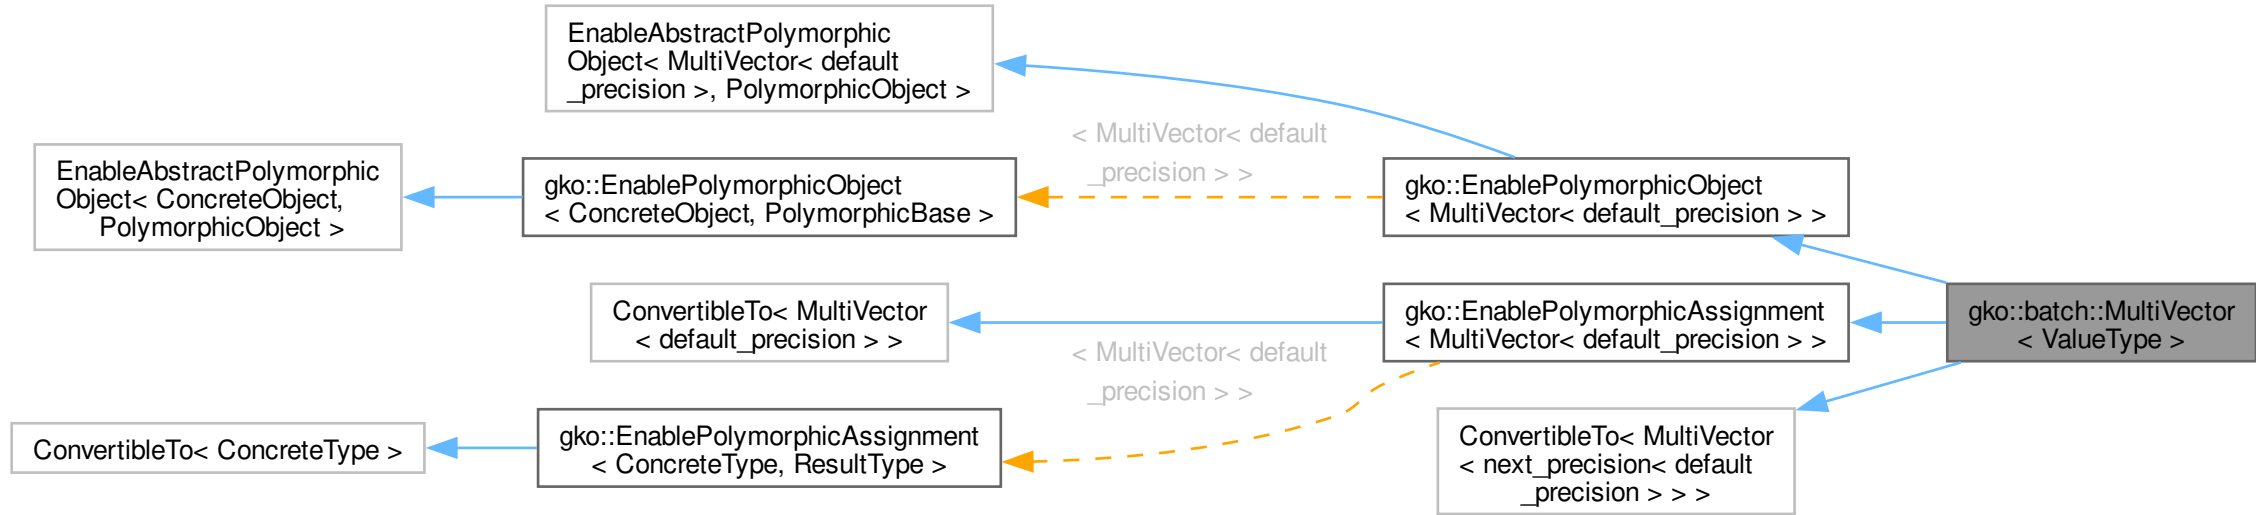 EnableAbstractPolymorphic
Object< MultiVector< default
_precision >, PolymorphicObject >
< MultiVector< default
_precision > >
EnableAbstractPolymorphic
Object< ConcreteObject,
PolymorphicObject >
gko::EnablePolymorphicObject
< ConcreteObject, PolymorphicBase >
gko::EnablePolymorphicObject
< MultiVector< default_precision > >
ConvertibleTo< MultiVector
< default_precision > >
gko::EnablePolymorphicAssignment
< MultiVector< default_precision > >
gko::batch::MultiVector
< ValueType >
< MultiVector< default
_precision > >
ConvertibleTo< ConcreteType >
gko::EnablePolymorphicAssignment
< ConcreteType, ResultType >
ConvertibleTo< MultiVector
< next_precision< default
_precision > > >